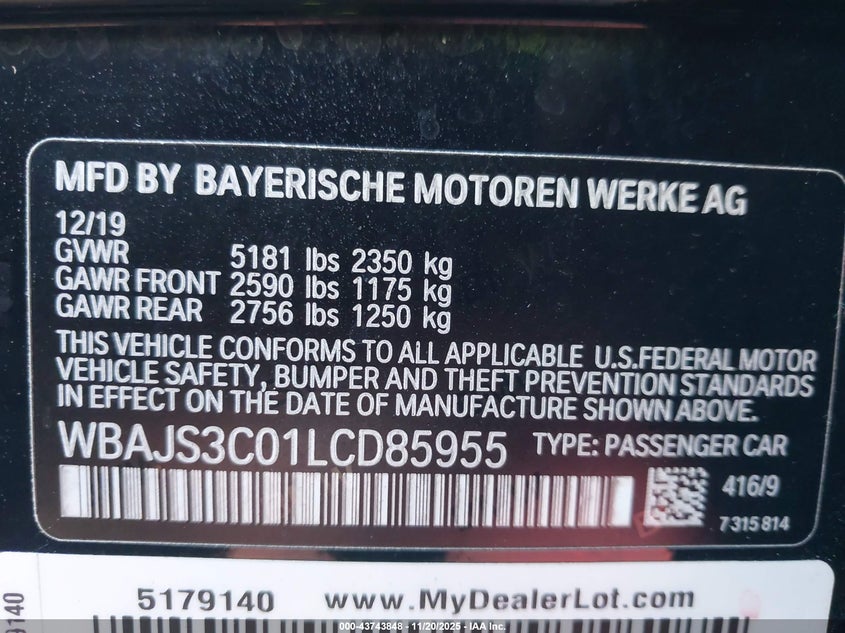 MFD BY BAYERISCHE MOTOREN WERKE AG
12/19
GVWR 5181 lbs 2350 kg
GAWR FRONT 2590 lbs 1175 kg
GAWR REAR 2756 lbs 1250 kg
THIS VEHICLE CONFORMS TO ALL APPLICABLE U.S.FEDERAL MOTOR
VEHICLE SAFETY, BUMPER AND THEFT PREVENTION STANDARDS
IN EFFECT ON THE DATE OF MANUFACTURE SHOWN ABOVE.
WBAJS3C01LCD85955 TYPE: PASSENGER CAR
416/9
7315814
5179140 www.MyDealerLot.com
9140
000-43743848 - 11/20/2025 - IAA Inc.